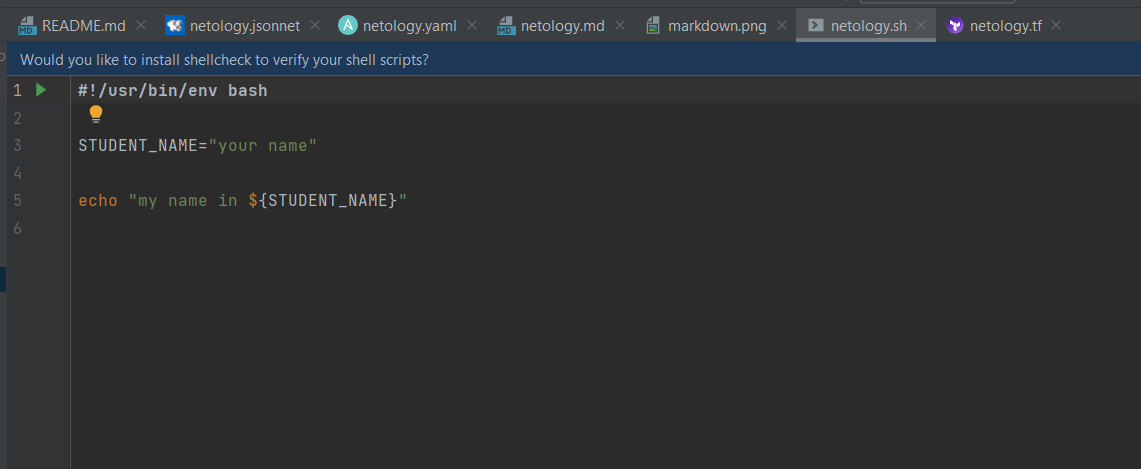 README.md netology.jsonnet netology.yaml netology.md markdown.png netology.sh netology.tf
Would you like to install shellcheck to verify your shell scripts?
1 #!/usr/bin/env bash
2
3 STUDENT_NAME="your name"
4
5 echo "my name in ${STUDENT_NAME}"
6